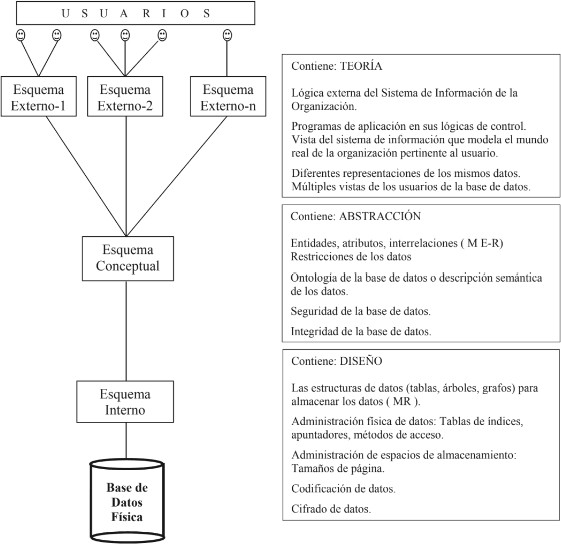 U S U A R I O S
Esquema
Externo-1
Esquema
Externo-2
Esquema
Externo-n
Contiene: TEORÍA
Lógica externa del Sistema de Información de la
Organización.
Programas de aplicación en sus lógicas de control.
Vista del sistema de información que modela el mundo
real de la organización pertinente al usuario.
Diferentes representaciones de los mismos datos.
Múltiples vistas de los usuarios de la base de datos.
Esquema
Conceptual
Contiene: ABSTRACCIÓN
Entidades, atributos, interrelaciones ( M E-R)
Restricciones de los datos
Ontología de la base de datos o descripción semántica
de los datos.
Seguridad de la base de datos.
Integridad de la base de datos.
Esquema
Interno
Contiene: DISEÑO
Las estructuras de datos (tablas, árboles, grafos) para
almacenar los datos ( MR ).
Administración física de datos: Tablas de índices,
apuntadores, métodos de acceso.
Administración de espacios de almacenamiento:
Tamaños de página.
Codificación de datos.
Cifrado de datos.
Base de
Datos
Física